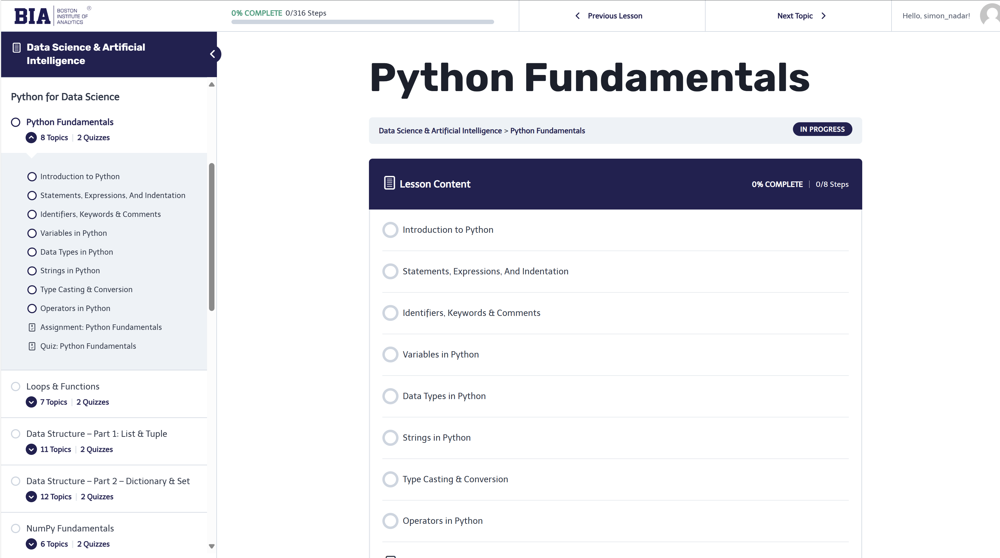 BIA BOSTON INSTITUTE OF ANALYTICS ®
0% COMPLETE 0/316 Steps
Previous Lesson
Next Topic
Hello, simon_nadar!
Data Science & Artificial
Intelligence
Python for Data Science
Python Fundamentals
8 Topics | 2 Quizzes
Introduction to Python
Statements, Expressions, And Indentation
Identifiers, Keywords & Comments
Variables in Python
Data Types in Python
Strings in Python
Type Casting & Conversion
Operators in Python
Assignment: Python Fundamentals
Quiz: Python Fundamentals
Loops & Functions
7 Topics | 2 Quizzes
Data Structure – Part 1: List & Tuple
11 Topics | 2 Quizzes
Data Structure – Part 2 – Dictionary & Set
12 Topics | 2 Quizzes
NumPy Fundamentals
6 Topics | 2 Quizzes
Python Fundamentals
Data Science & Artificial Intelligence > Python Fundamentals
IN PROGRESS
Lesson Content
0% COMPLETE | 0/8 Steps
Introduction to Python
Statements, Expressions, And Indentation
Identifiers, Keywords & Comments
Variables in Python
Data Types in Python
Strings in Python
Type Casting & Conversion
Operators in Python